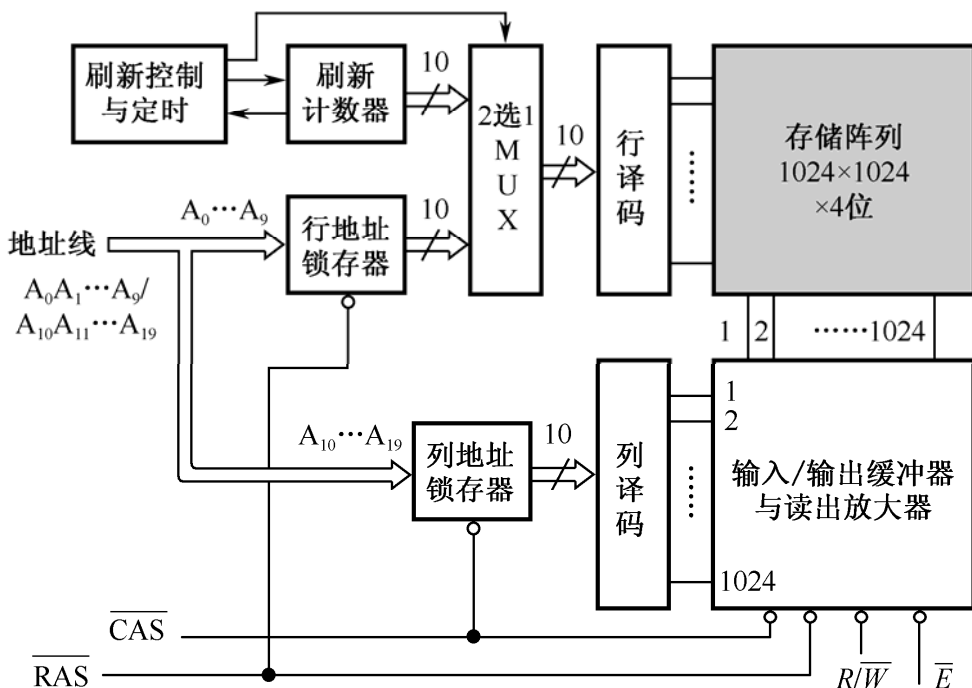 刷新控制
与定时
刷新
计数器
10
2选1
M
U
X
10
行
译
码
……
存储阵列
1024×1024
×4位
地址线
A₀···A₉
行地址
锁存器
10
A₀A₁···A₉/
A₁₀A₁₁···A₁₉
1
2
……1024
A₁₀···A₁₉
列地址
锁存器
10
列
译
码
1
2
……
1024
输入/输出缓冲器
与读出放大器
C̅A̅S̅
R̅A̅S̅
R/W̅
E̅